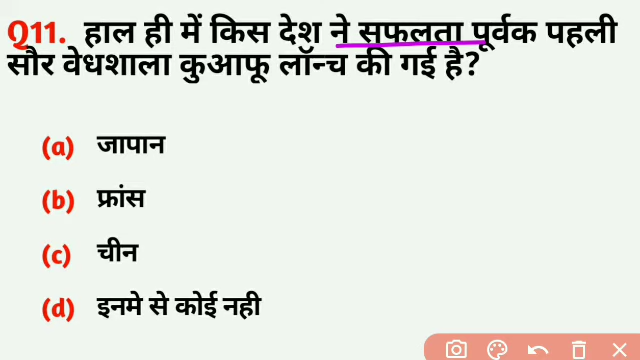 Q11. हाल ही में किस देश ने सफलता पूर्वक पहली
सौर वेधशाला कुआफू लॉन्च की गई है?
(a) जापान
(b) फ्रांस
(c) चीन
(d) इनमे से कोई नही